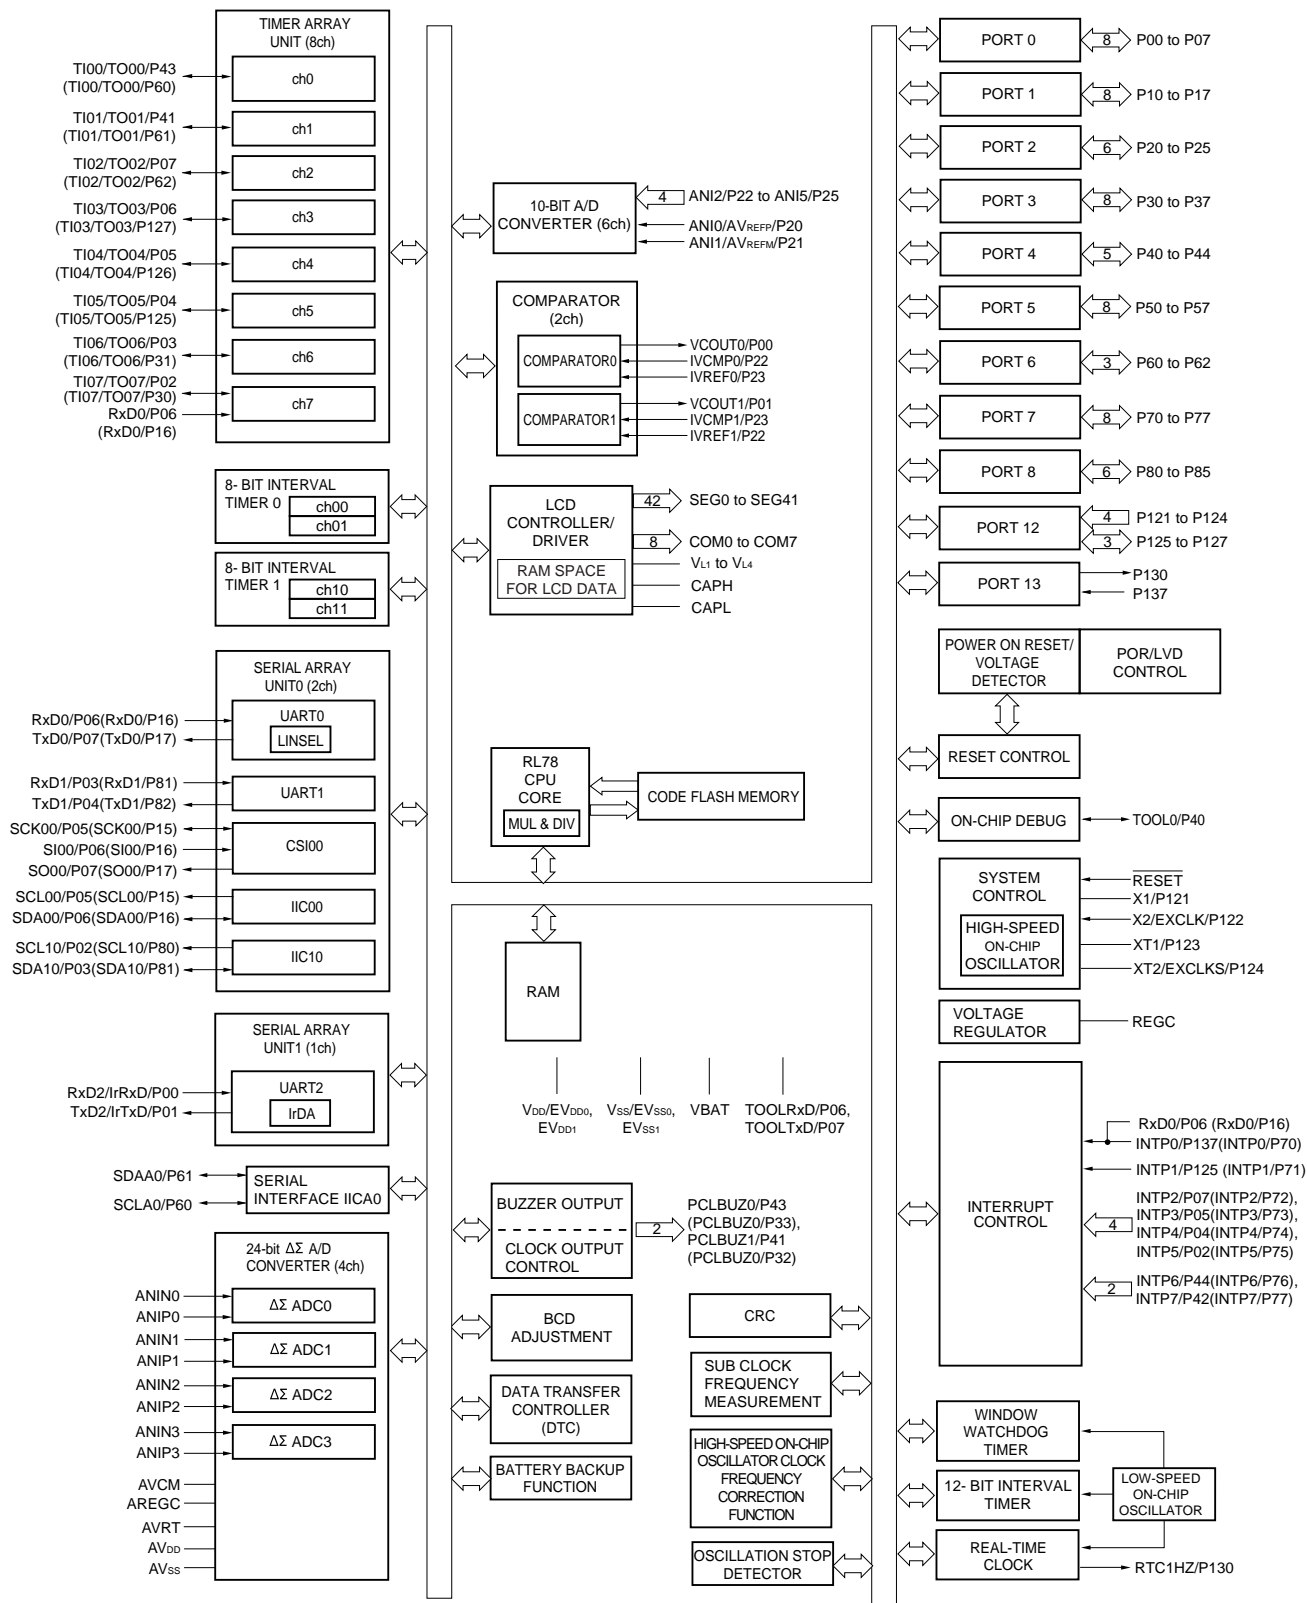 TIMER ARRAY
UNIT (8ch)
TI00/TO00/P43
(TI00/TO00/P60)
ch0
TI01/TO01/P41
(TI01/TO01/P61)
ch1
TI02/TO02/P07
(TI02/TO02/P62)
ch2
TI03/TO03/P06
(TI03/TO03/P127)
ch3
TI04/TO04/P05
(TI04/TO04/P126)
ch4
TI05/TO05/P04
(TI05/TO05/P125)
ch5
TI06/TO06/P03
(TI06/TO06/P31)
ch6
TI07/TO07/P02
(TI07/TO07/P30)
RxD0/P06
(RxD0/P16)
ch7
8- BIT INTERVAL
TIMER 0
ch00
ch01
8- BIT INTERVAL
TIMER 1
ch10
ch11
SERIAL ARRAY
UNIT0 (2ch)
RxD0/P06(RxD0/P16)
TxD0/P07(TxD0/P17)
UART0
LINSEL
RxD1/P03(RxD1/P81)
TxD1/P04(TxD1/P82)
UART1
SCK00/P05(SCK00/P15)
SI00/P06(SI00/P16)
SO00/P07(SO00/P17)
CSI00
SCL00/P05(SCL00/P15)
SDA00/P06(SDA00/P16)
IIC00
SCL10/P02(SCL10/P80)
SDA10/P03(SDA10/P81)
IIC10
SERIAL ARRAY
UNIT1 (1ch)
RxD2/IrRxD/P00
TxD2/IrTxD/P01
UART2
IrDA
SDAA0/P61
SCLA0/P60
SERIAL
INTERFACE IICA0
24-bit ΔΣ A/D
CONVERTER (4ch)
ANIN0
ANIP0
ΔΣ ADC0
ANIN1
ANIP1
ΔΣ ADC1
ANIN2
ANIP2
ΔΣ ADC2
ANIN3
ANIP3
ΔΣ ADC3
AVCM
AREGC
AVRT
AVDD
AVSS
10-BIT A/D
CONVERTER (6ch)
4 ANI2/P22 to ANI5/P25
ANI0/AVREFP/P20
ANI1/AVREFM/P21
COMPARATOR
(2ch)
COMPARATOR0
VCOUT0/P00
IVCMP0/P22
IVREF0/P23
COMPARATOR1
VCOUT1/P01
IVCMP1/P23
IVREF1/P22
LCD
CONTROLLER/
DRIVER
RAM SPACE
FOR LCD DATA
42 SEG0 to SEG41
8 COM0 to COM7
VL1 to VL4
CAPH
CAPL
RL78
CPU
CORE
MUL & DIV
CODE FLASH MEMORY
RAM
VDD/EVDD0,
EVDD1
VSS/EVSS0,
EVSS1
VBAT
TOOLRxD/P06,
TOOLTxD/P07
BUZZER OUTPUT
CLOCK OUTPUT
CONTROL
2
PCLBUZ0/P43
(PCLBUZ0/P33),
PCLBUZ1/P41
(PCLBUZ0/P32)
BCD
ADJUSTMENT
DATA TRANSFER
CONTROLLER
(DTC)
BATTERY BACKUP
FUNCTION
CRC
SUB CLOCK
FREQUENCY
MEASUREMENT
HIGH-SPEED ON-CHIP
OSCILLATOR CLOCK
FREQUENCY
CORRECTION
FUNCTION
OSCILLATION STOP
DETECTOR
PORT 0 8 P00 to P07
PORT 1 8 P10 to P17
PORT 2 6 P20 to P25
PORT 3 8 P30 to P37
PORT 4 5 P40 to P44
PORT 5 8 P50 to P57
PORT 6 3 P60 to P62
PORT 7 8 P70 to P77
PORT 8 6 P80 to P85
PORT 12
4 P121 to P124
3 P125 to P127
PORT 13
P130
P137
POWER ON RESET/
VOLTAGE
DETECTOR
POR/LVD
CONTROL
RESET CONTROL
ON-CHIP DEBUG
TOOL0/P40
SYSTEM
CONTROL
HIGH-SPEED
ON-CHIP
OSCILLATOR
RESET
X1/P121
X2/EXCLK/P122
XT1/P123
XT2/EXCLKS/P124
VOLTAGE
REGULATOR
REGC
INTERRUPT
CONTROL
RxD0/P06 (RxD0/P16)
INTP0/P137(INTP0/P70)
INTP1/P125 (INTP1/P71)
4
INTP2/P07(INTP2/P72),
INTP3/P05(INTP3/P73),
INTP4/P04(INTP4/P74),
INTP5/P02(INTP5/P75)
2
INTP6/P44(INTP6/P76),
INTP7/P42(INTP7/P77)
WINDOW
WATCHDOG
TIMER
12- BIT INTERVAL
TIMER
LOW-SPEED
ON-CHIP
OSCILLATOR
REAL-TIME
CLOCK
RTC1HZ/P130